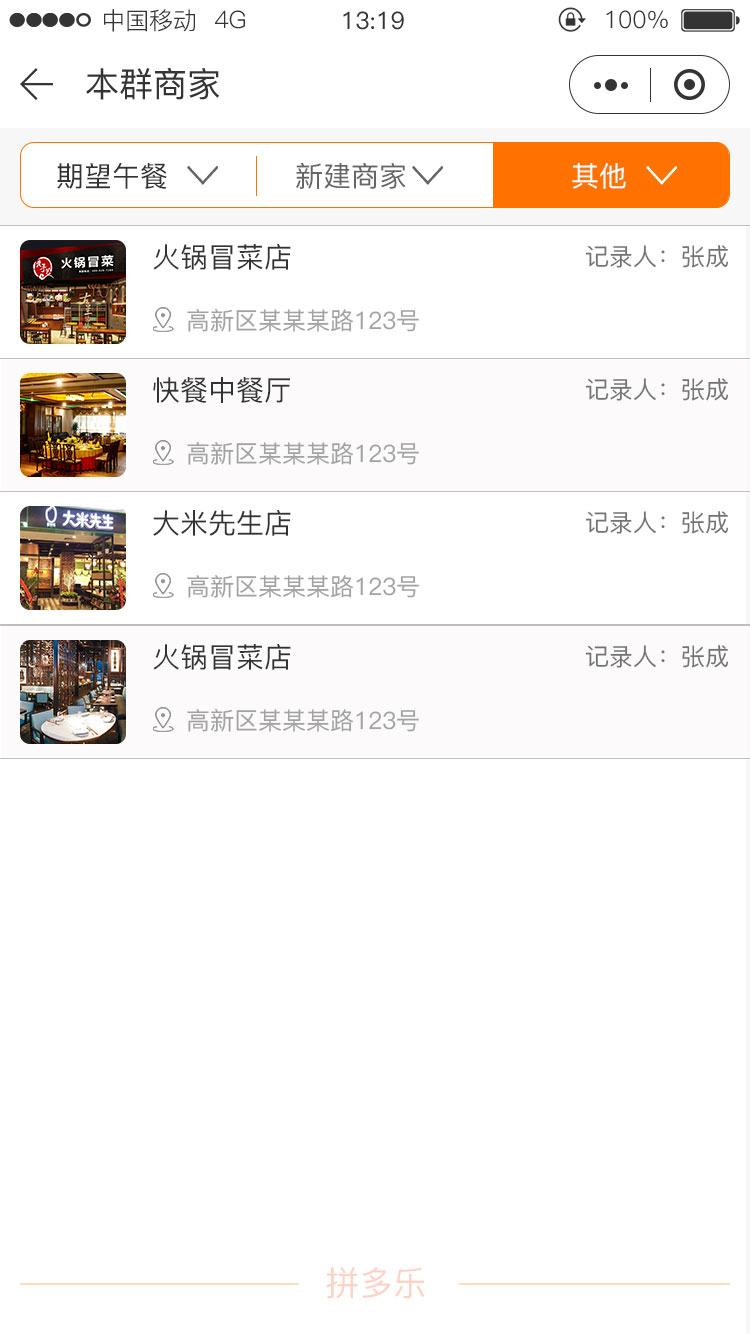 中国移动 4G 13:19 100%
本群商家
期望午餐 新建商家 其他
火锅冒菜
火锅冒菜店 记录人：张成
高新区某某某路123号
快餐中餐厅 记录人：张成
高新区某某某路123号
大米先生
大米先生店 记录人：张成
高新区某某某路123号
火锅冒菜店 记录人：张成
高新区某某某路123号
拼多乐